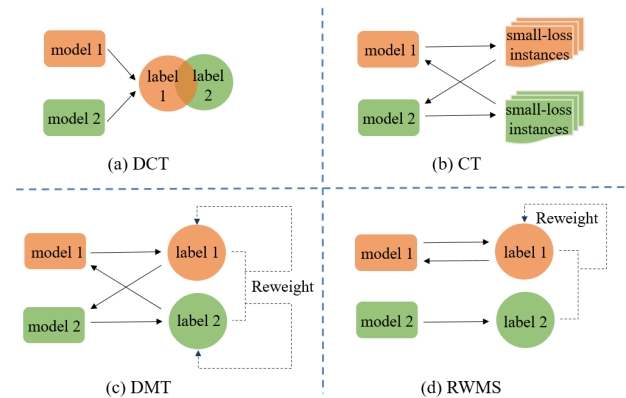 model 1
model 2
label
1
label
2
(a) DCT
model 1
model 2
small-loss
instances
small-loss
instances
(b) CT
model 1
model 2
label 1
label 2
Reweight
(c) DMT
Reweight
model 1
model 2
label 1
label 2
(d) RWMS